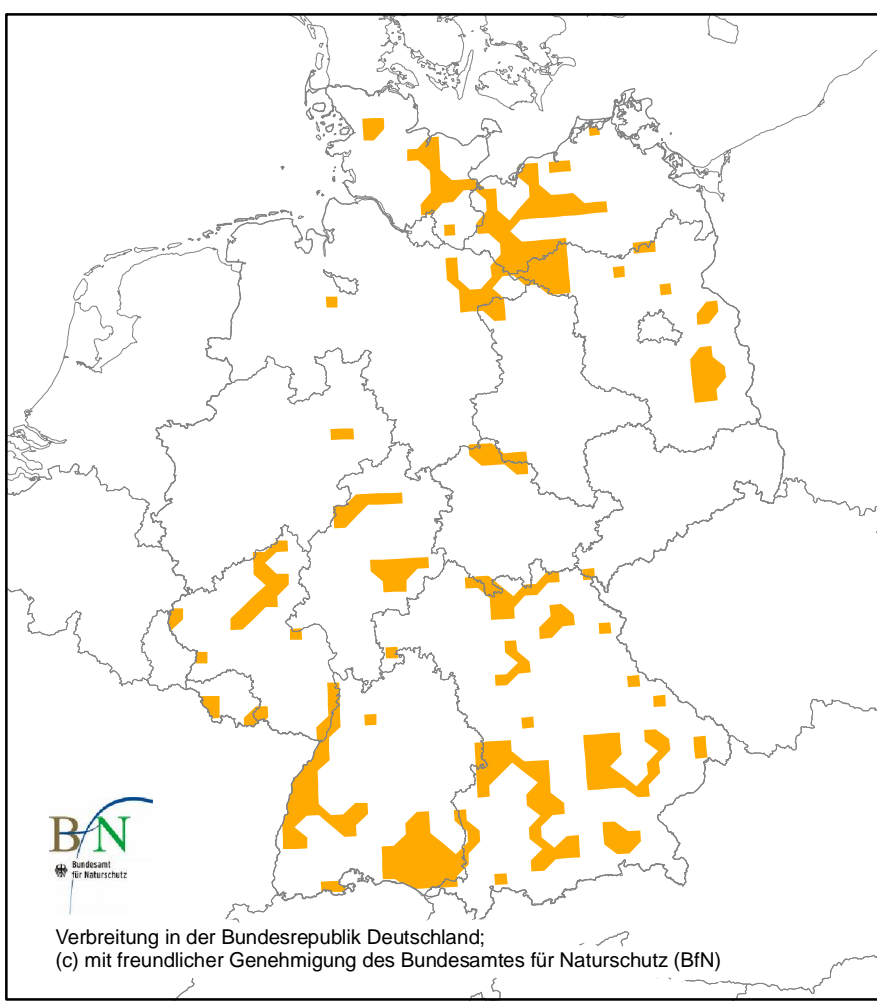 BfN
Bundesamt
für Naturschutz
Verbreitung in der Bundesrepublik Deutschland;
(c) mit freundlicher Genehmigung des Bundesamtes für Naturschutz (BfN)